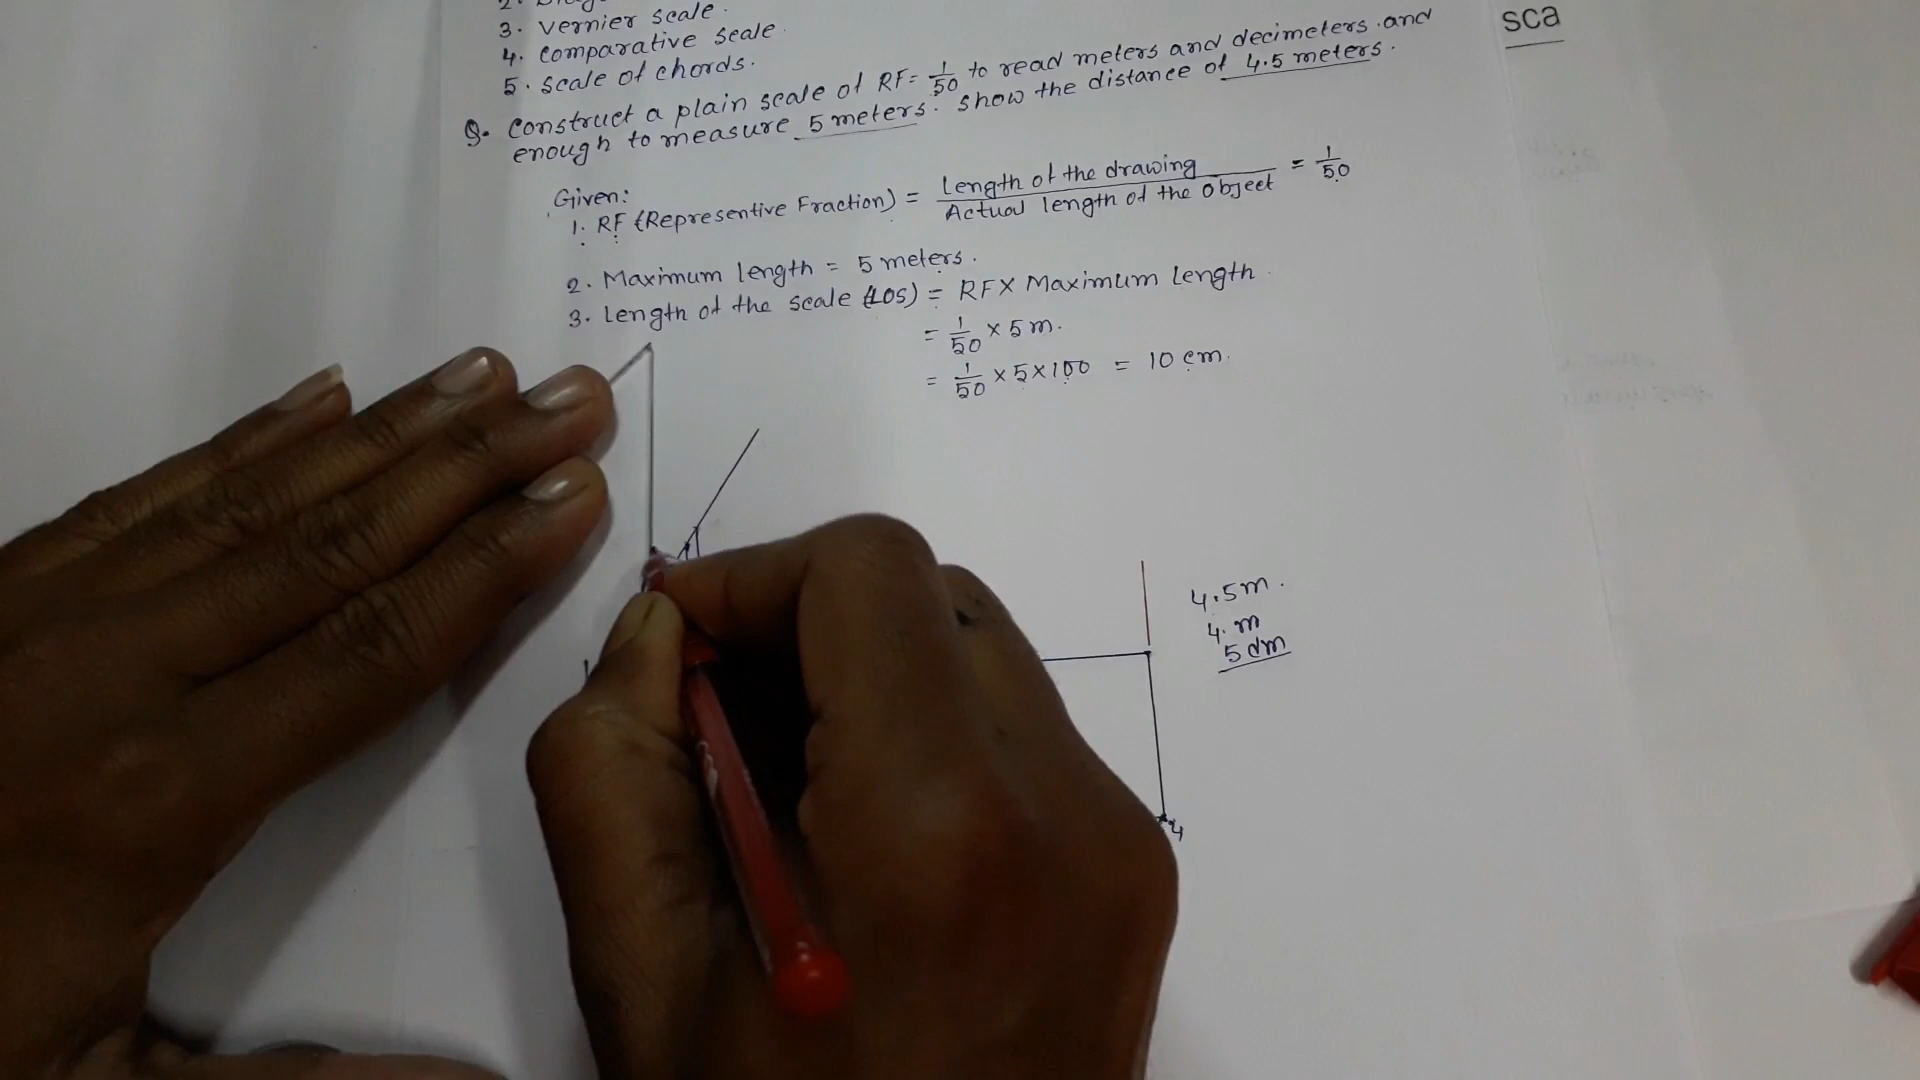 3. Vernier scale.
4. comparative scale.
5. scale of chords.
Q. construct a plain scale of RF = 1/50 to read meters and decimeters. and
enough to measure 5 meters. show the distance of 4.5 meters.
Given:
1. RF (Representive Fraction) = Length of the drawing / Actual length of the object = 1/50
2. Maximum length = 5 meters.
3. Length of the scale (LOS) = RF X Maximum Length
= 1/50 × 5 m.
= 1/50 × 5 × 100 = 10 cm.
4.5m.
4. m
5 dm
4
sca